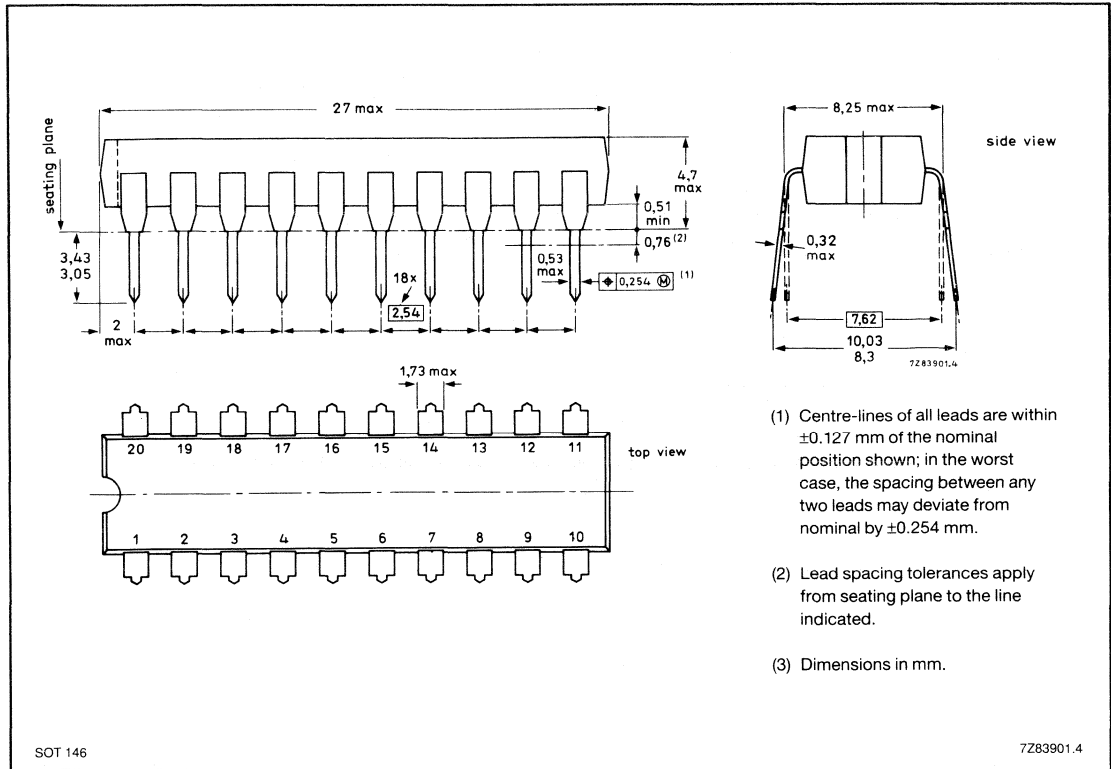 27 max
8,25 max
side view
seating plane
4,7
max
0,51
min
0,76 (2)
3,43
3,05
0,53
max
0,254 Ⓜ (1)
18x
2,54
2
max
0,32
max
7,62
10,03
8,3
7Z83901.4
1,73 max
20 19 18 17 16 15 14 13 12 11
top view
1 2 3 4 5 6 7 8 9 10
(1) Centre-lines of all leads are within
±0.127 mm of the nominal
position shown; in the worst
case, the spacing between any
two leads may deviate from
nominal by ±0.254 mm.
(2) Lead spacing tolerances apply
from seating plane to the line
indicated.
(3) Dimensions in mm.
SOT 146
7Z83901.4